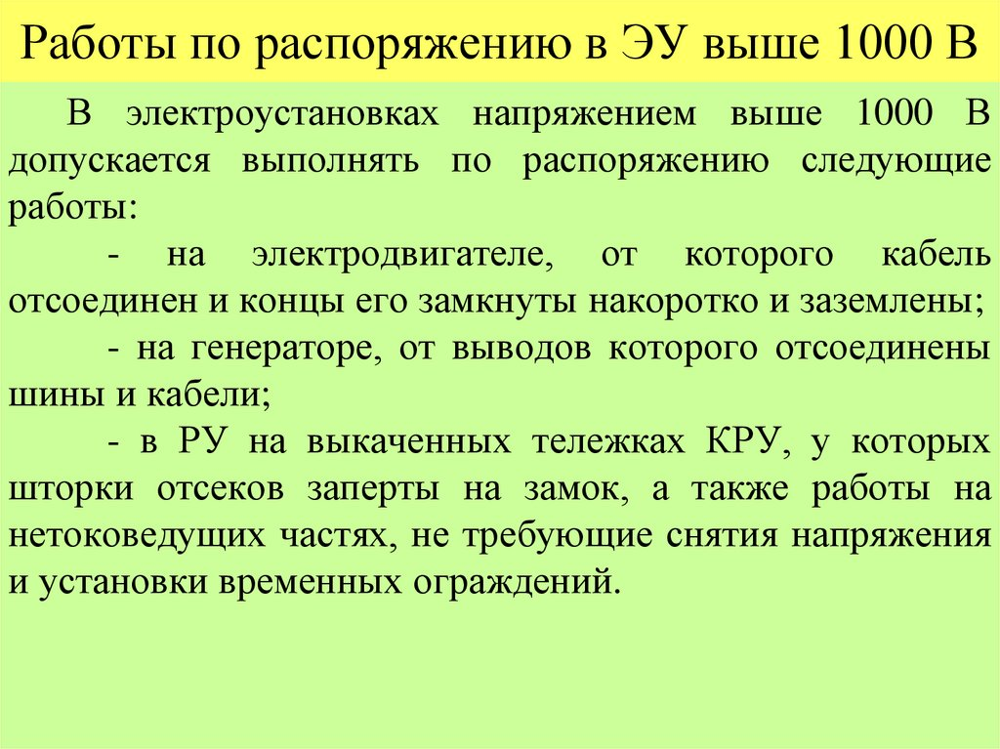 Работы по распоряжению в ЭУ выше 1000 В
В электроустановках напряжением выше 1000 В
допускается выполнять по распоряжению следующие
работы:
- на электродвигателе, от которого кабель
отсоединен и концы его замкнуты накоротко и заземлены;
- на генераторе, от выводов которого отсоединены
шины и кабели;
- в РУ на выкаченных тележках КРУ, у которых
шторки отсеков заперты на замок, а также работы на
нетоковедущих частях, не требующие снятия напряжения
и установки временных ограждений.